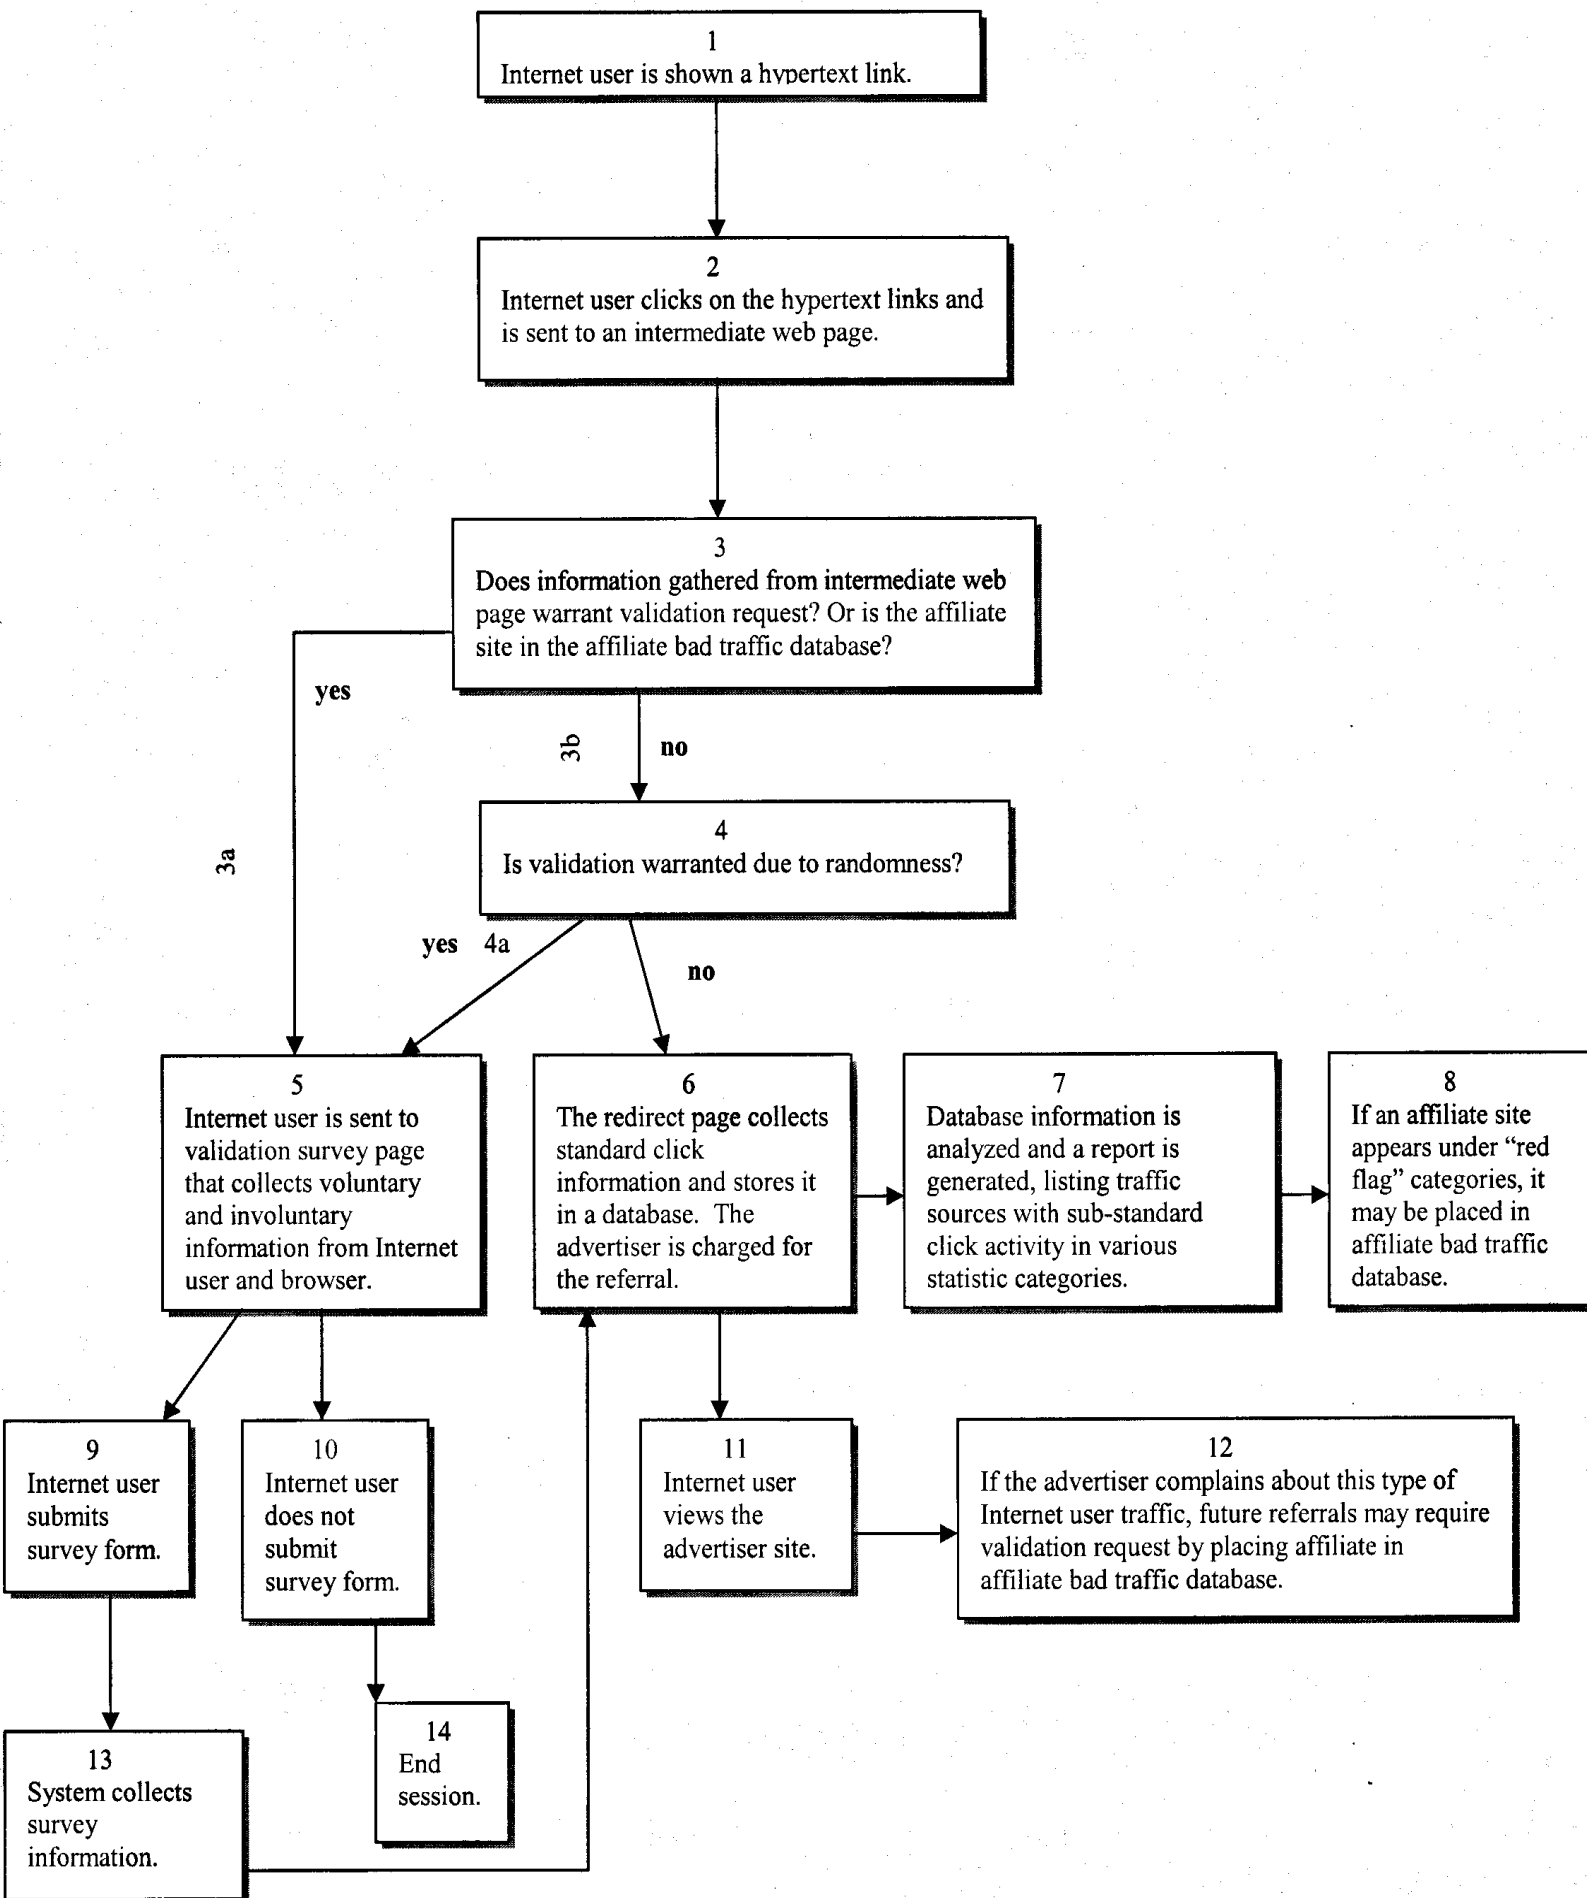 1
Internet user is shown a hypertext link.
2
Internet user clicks on the hypertext links and
is sent to an intermediate web page.
3
Does information gathered from intermediate web
page warrant validation request? Or is the affiliate
site in the affiliate bad traffic database?
yes
3b
no
3a
4
Is validation warranted due to randomness?
yes 4a
no
5
Internet user is sent to
validation survey page
that collects voluntary
and involuntary
information from Internet
user and browser.
6
The redirect page collects
standard click
information and stores it
in a database. The
advertiser is charged for
the referral.
7
Database information is
analyzed and a report is
generated, listing traffic
sources with sub-standard
click activity in various
statistic categories.
8
If an affiliate site
appears under “red
flag” categories, it
may be placed in
affiliate bad traffic
database.
9
Internet user
submits
survey form.
10
Internet user
does not
submit
survey form.
11
Internet user
views the
advertiser site.
12
If the advertiser complains about this type of
Internet user traffic, future referrals may require
validation request by placing affiliate in
affiliate bad traffic database.
13
System collects
survey
information.
14
End
session.